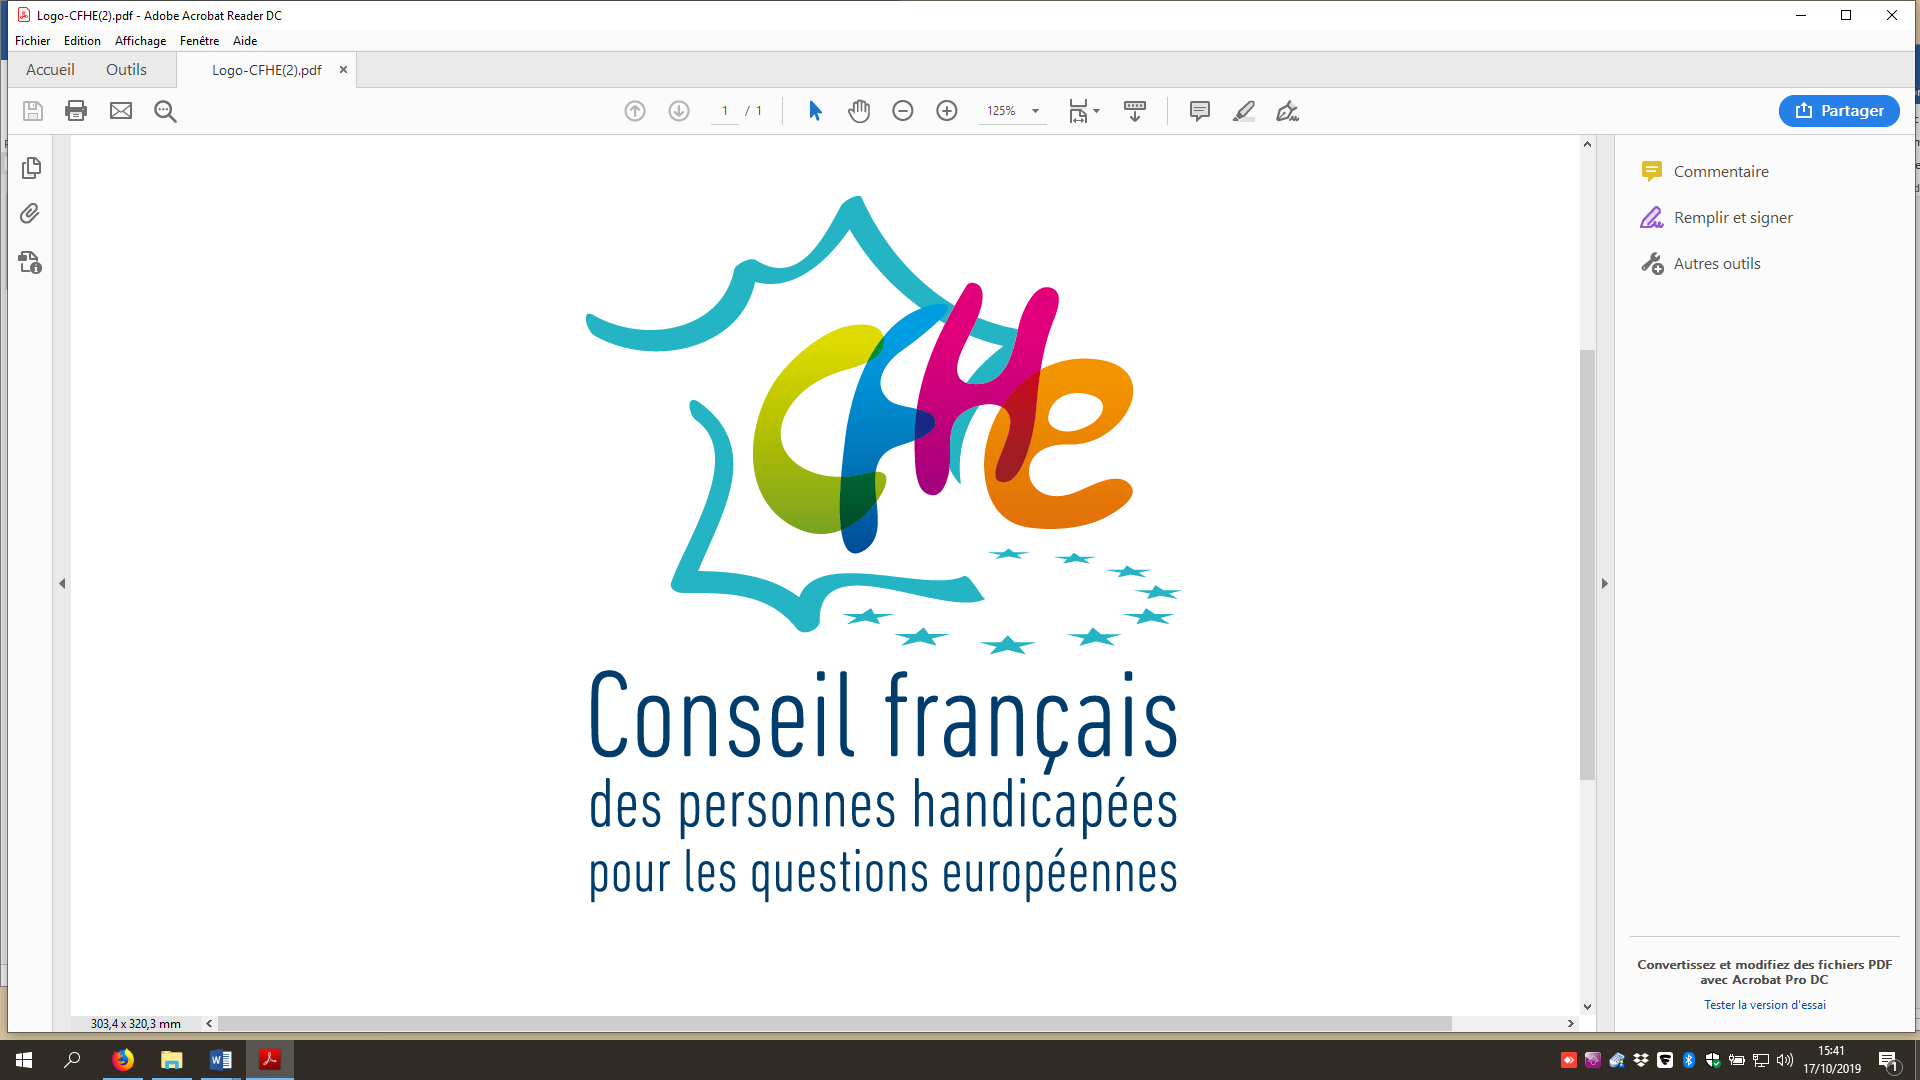 Logo-CFHE(2).pdf - Adobe Acrobat Reader DC
Fichier Edition Affichage Fenêtre Aide
Accueil Outils Logo-CFHE(2).pdf
1 / 1 125% Partager
Commentaire
Remplir et signer
Autres outils
CFHe
Conseil français
des personnes handicapées
pour les questions européennes
Convertissez et modifiez des fichiers PDF
avec Acrobat Pro DC
Tester la version d'essai
303,4 x 320,3 mm
15:41
17/10/2019
1